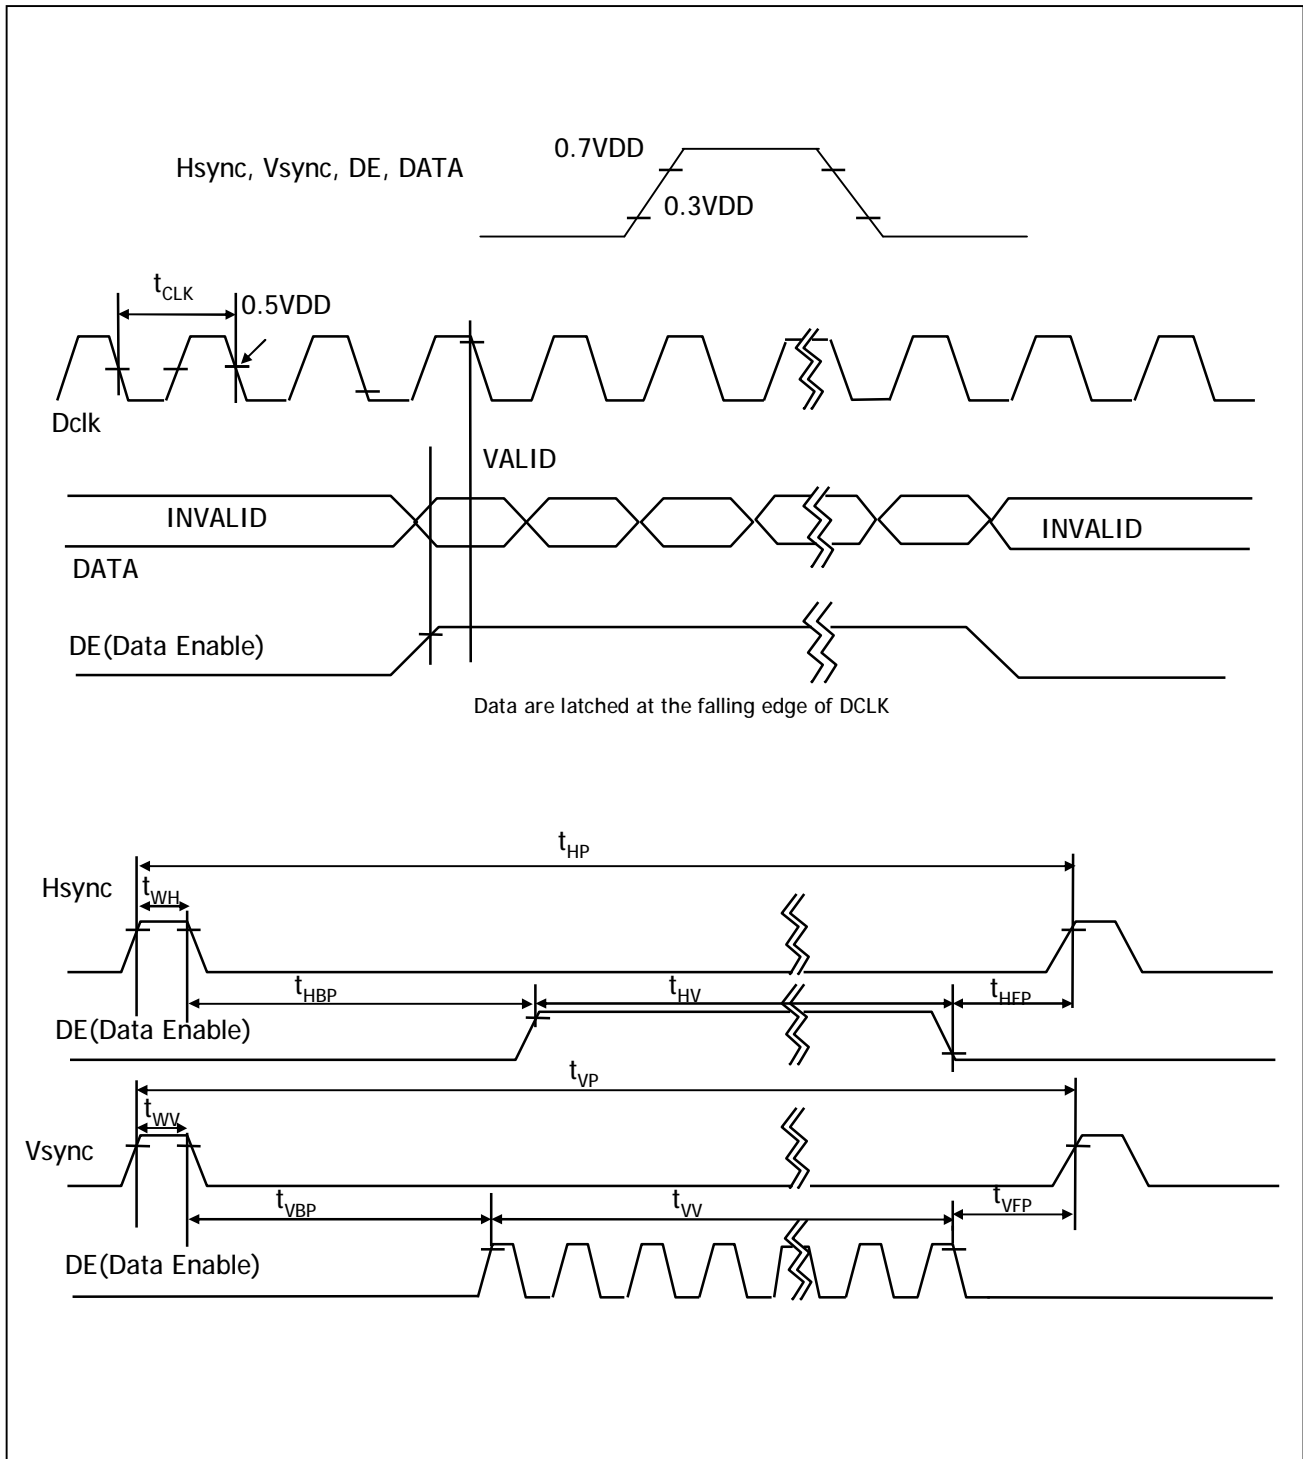 0.7VDD
Hsync, Vsync, DE, DATA
0.3VDD
tCLK
0.5VDD
Dclk
VALID
INVALID
INVALID
DATA
DE(Data Enable)
Data are latched at the falling edge of DCLK
tHP
Hsync
tWH
tHBP
tHV
tHFP
DE(Data Enable)
tVP
tWV
Vsync
tVBP
tVV
tVFP
DE(Data Enable)